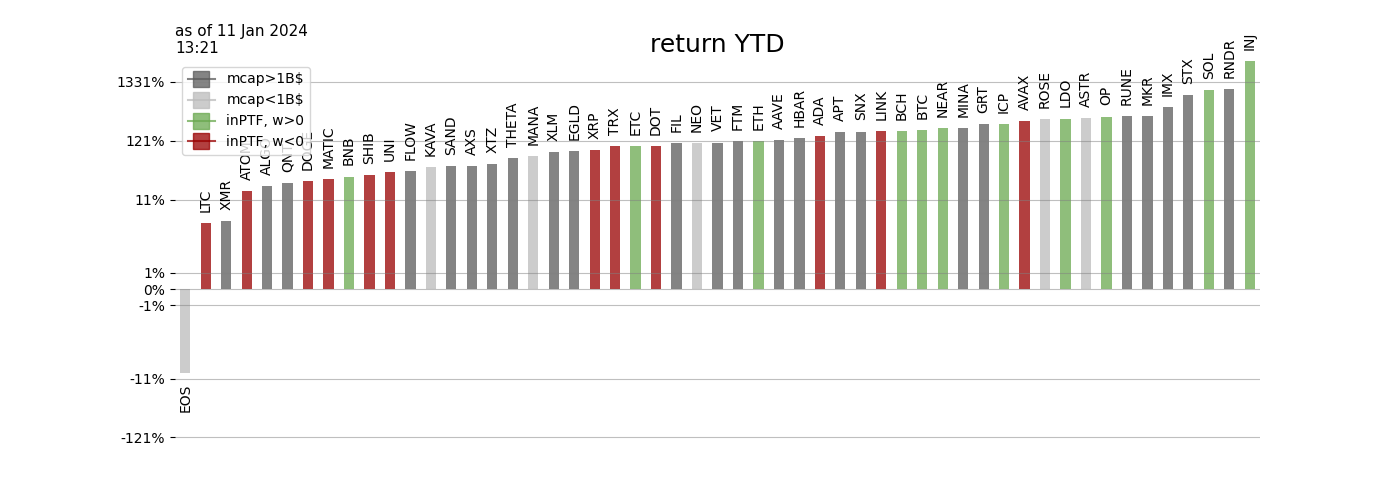 as of 11 Jan 2024
13:21
return YTD
mcap>1B$
mcap<1B$
inPTF, w>0
inPTF, w<0
1331%
121%
11%
1%
0%
-1%
-11%
-121%
EOS
LTC
XMR
ATOM
ALGO
QNT
DOGE
MATIC
BNB
SHIB
UNI
FLOW
KAVA
SAND
AXS
XTZ
THETA
MANA
XLM
EGLD
XRP
TRX
ETC
DOT
FIL
NEO
VET
FTM
ETH
AAVE
HBAR
ADA
APT
SNX
LINK
BCH
BTC
NEAR
MINA
GRT
ICP
AVAX
ROSE
LDO
ASTR
OP
RUNE
MKR
IMX
STX
SOL
RNDR
INJ